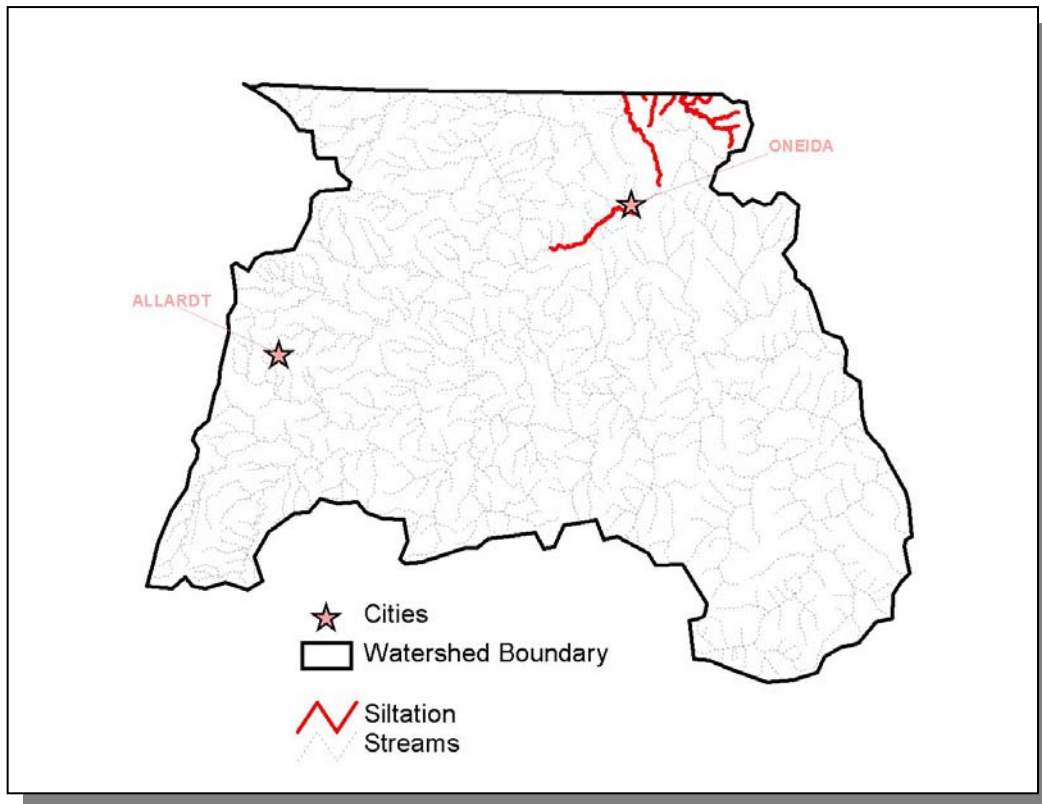 ONEIDA
ALLARDT
Cities
Watershed Boundary
Siltation
Streams